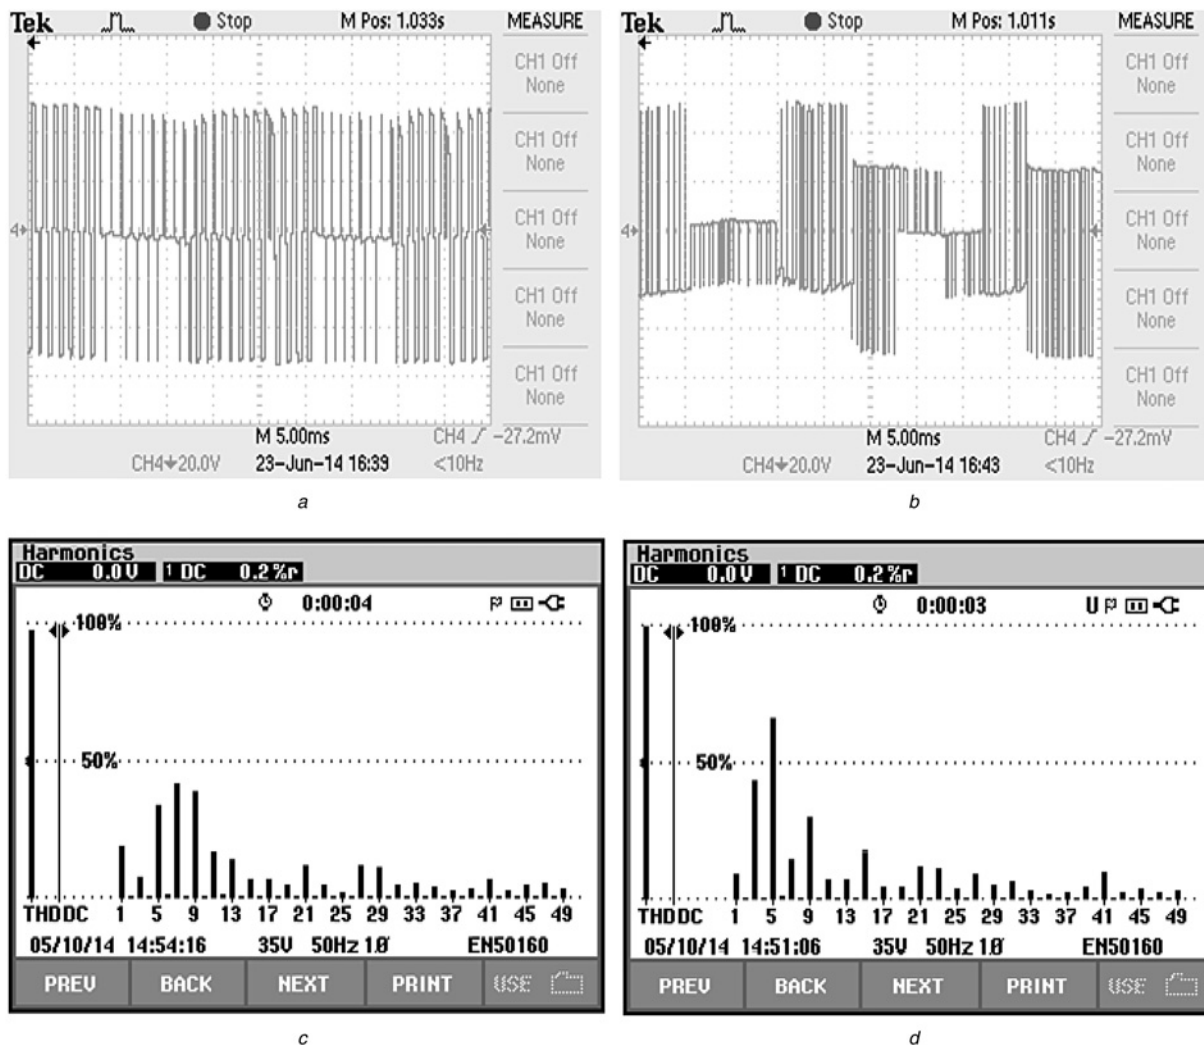 Tek Stop M Pos: 1.033s MEASURE
CH1 Off
None
CH1 Off
None
CH1 Off
None
CH1 Off
None
CH1 Off
None
4
M 5.00ms CH4 -27.2mV
CH4 20.0V 23-Jun-14 16:39 <10Hz
a
Tek Stop M Pos: 1.011s MEASURE
CH1 Off
None
CH1 Off
None
CH1 Off
None
CH1 Off
None
CH1 Off
None
4
M 5.00ms CH4 -27.2mV
CH4 20.0V 23-Jun-14 16:43 <10Hz
b
Harmonics
DC 0.0 V 1 DC 0.2 %r
0:00:04
100%
50%
THD DC 1 5 9 13 17 21 25 29 33 37 41 45 49
05/10/14 14:54:16 35V 50Hz 1Ø EN50160
PREV BACK NEXT PRINT USE
c
Harmonics
DC 0.0 V 1 DC 0.2 %r
0:00:03 U
100%
50%
THD DC 1 5 9 13 17 21 25 29 33 37 41 45 49
05/10/14 14:51:06 35V 50Hz 1Ø EN50160
PREV BACK NEXT PRINT USE
d